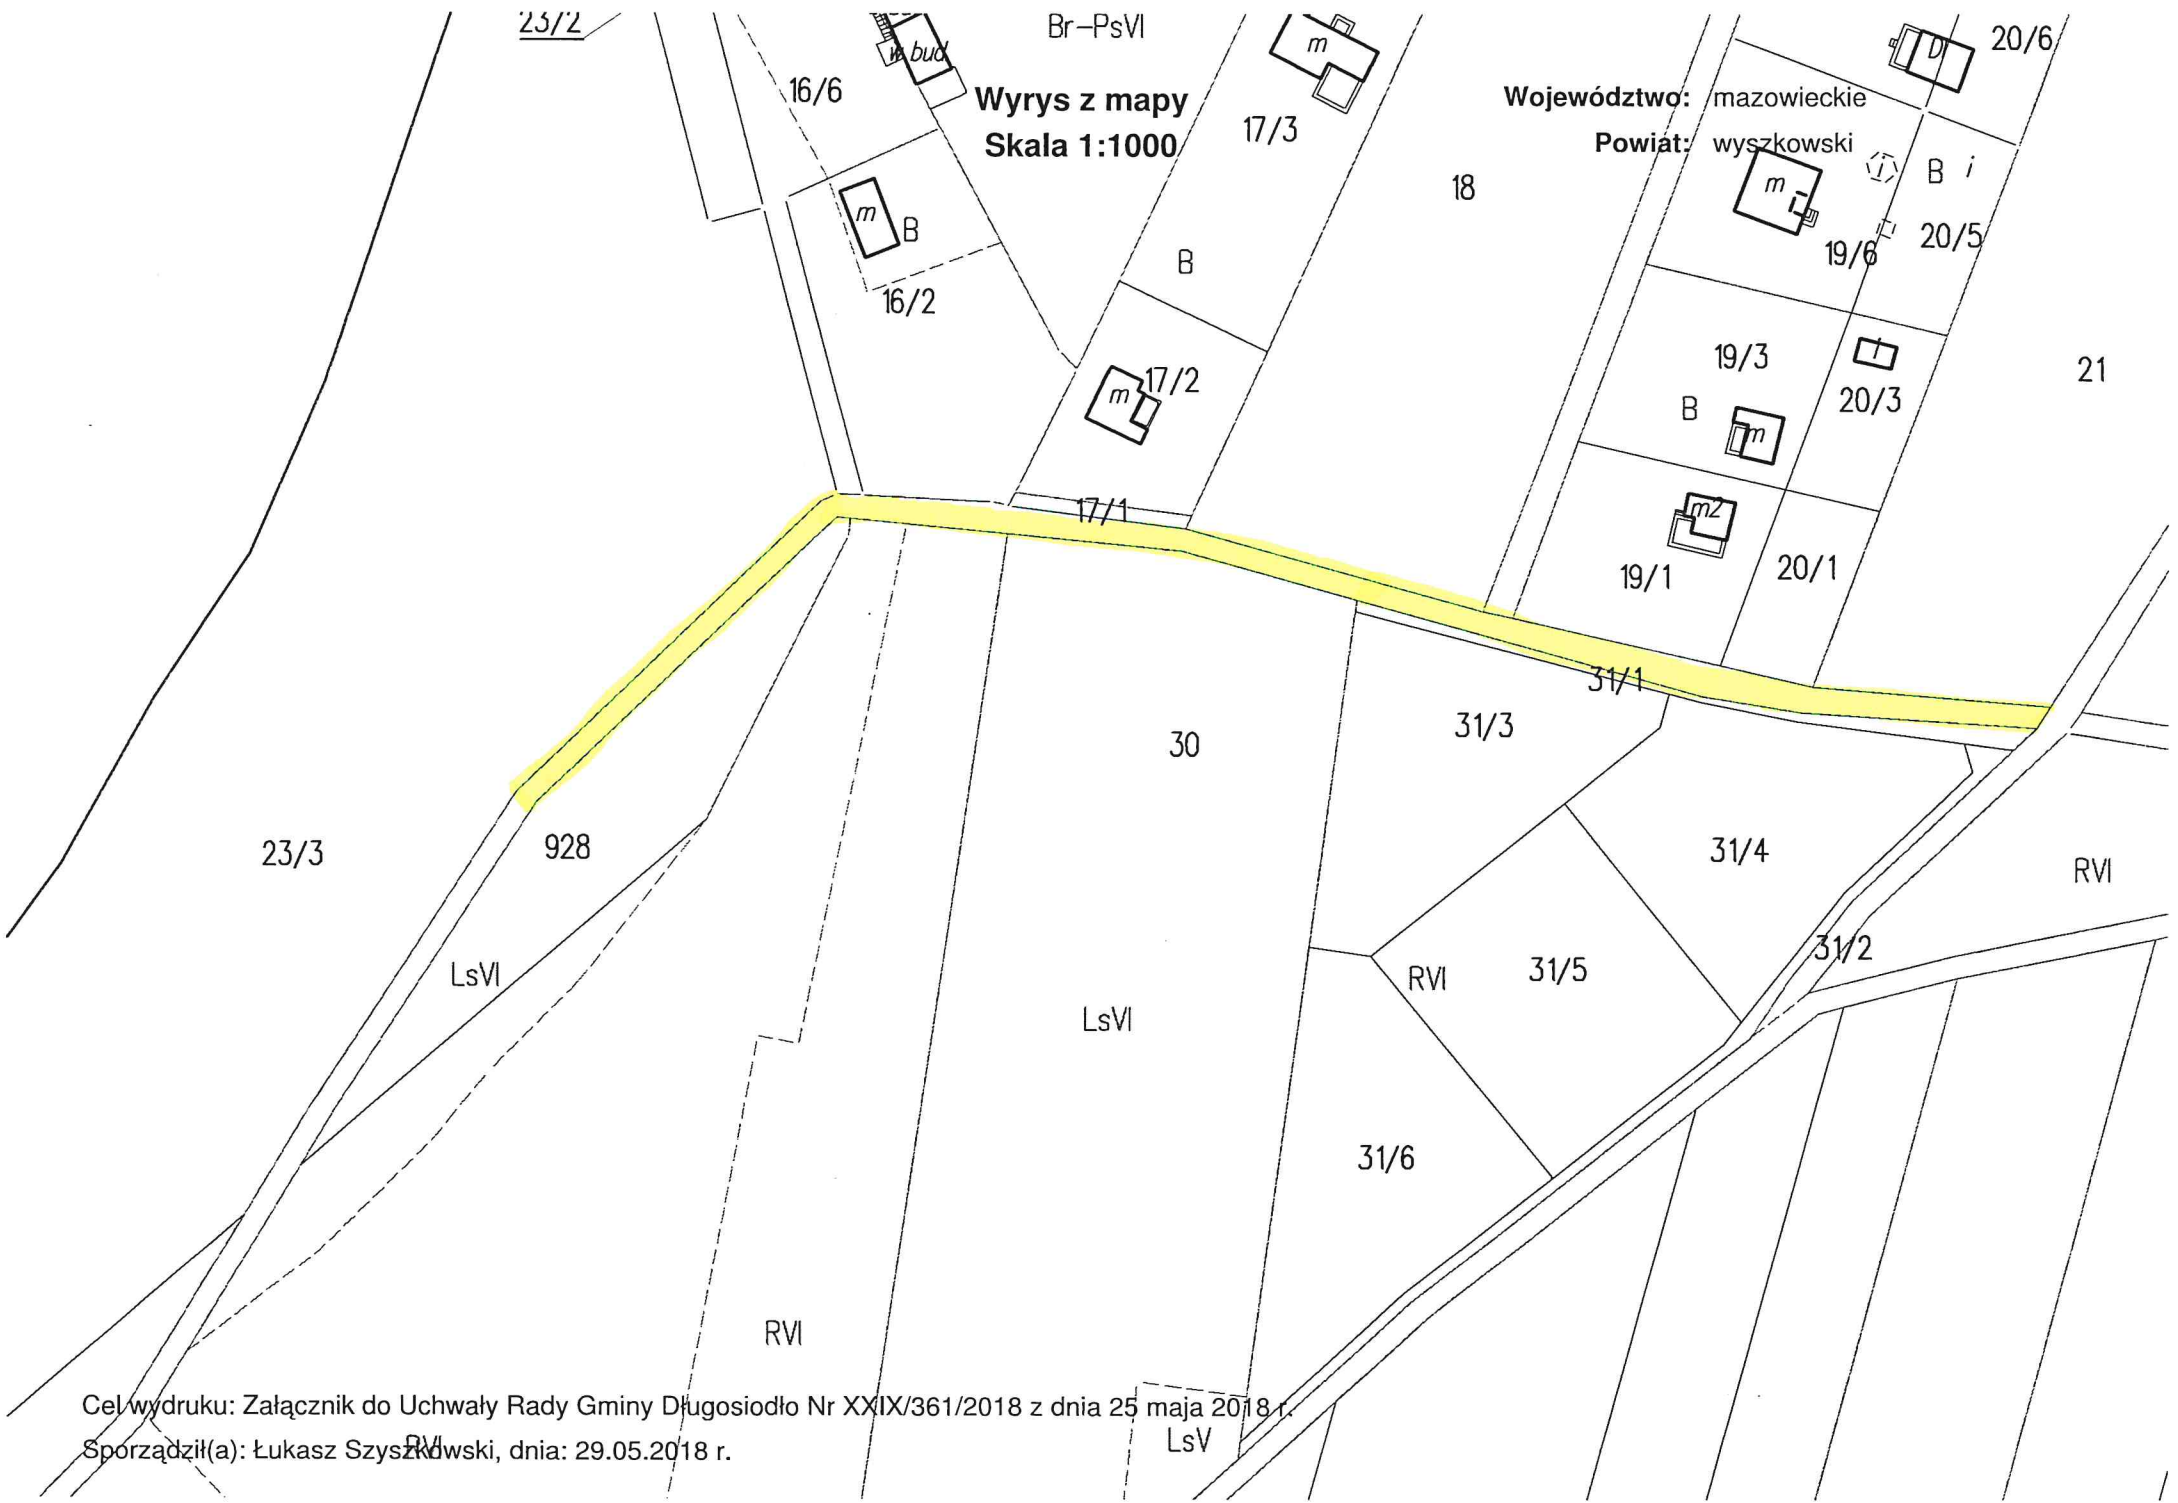 23/2
Br-PsVI
w bud
m
D
20/6
16/6
Wyrys z mapy
Skala 1:1000
17/3
Województwo: mazowieckie
Powiat: wyszkowski
18
m
i
B
i
m
B
16/2
B
19/6
20/5
19/3
i
20/3
21
m
17/2
B
m
17/1
m2
19/1
20/1
31/1
30
31/3
23/3
928
31/4
RVI
LsVI
RVI
31/5
31/2
LsVI
31/6
RVI
Cel wydruku: Załącznik do Uchwały Rady Gminy Długosiodło Nr XXIX/361/2018 z dnia 25 maja 2018 r.
Sporządził(a): Łukasz Szyszkowski, dnia: 29.05.2018 r.
RVI
LsV